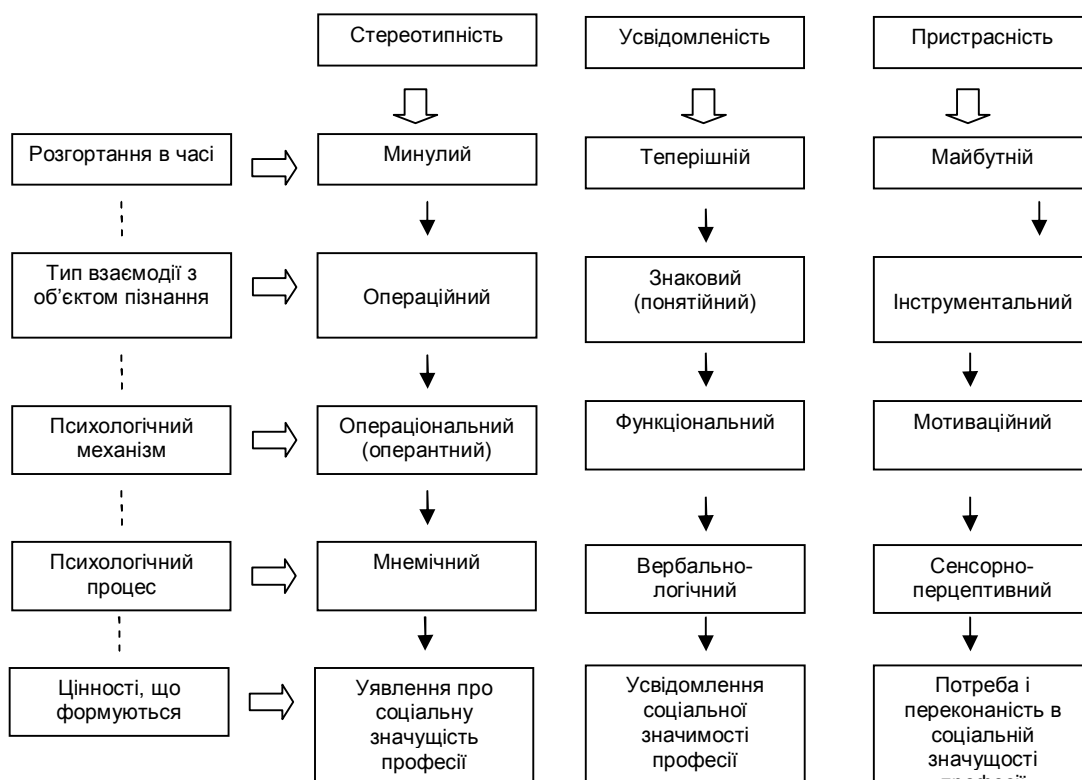 Стереотипність
Усвідомленість
Пристрасність
Розгортання в часі
Минулий
Теперішній
Майбутній
Тип взаємодії з
об’єктом пізнання
Операційний
Знаковий
(понятійний)
Інструментальний
Психологічний
механізм
Операціональний
(оперантний)
Функціональний
Мотиваційний
Психологічний
процес
Мнемічний
Вербально-
логічний
Сенсорно-
перцептивний
Цінності, що
формуються
Уявлення про
соціальну
значущість
професії
Усвідомлення
соціальної
значимості
професії
Потреба і
переконаність в
соціальній
значущості